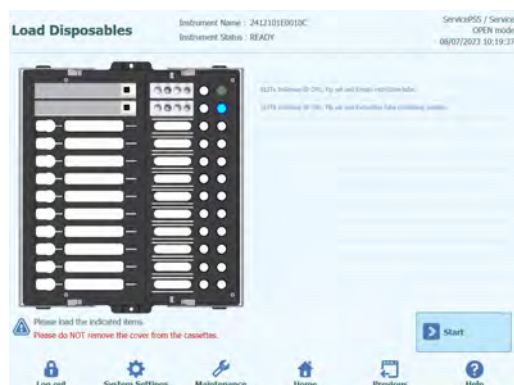 Load Disposables
Instrument Name : 2412101E0010C
Instrument Status : READY
ServicePSS / Service
OPEN mode
08/07/2023 10:19:37
Please load the indicated items.
Please do NOT remove the cover from the cassettes.
Start
Log out
System Settings
Maintenance
Home
Previous
Help